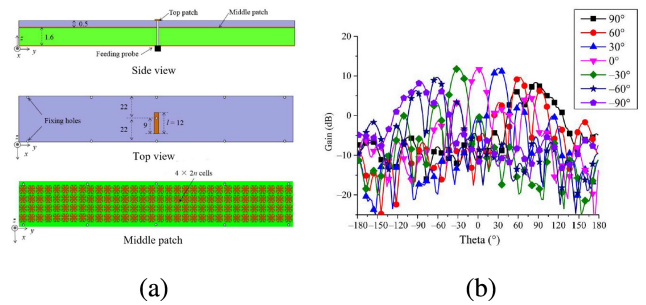 Top patch
Middle patch
0.5
1.6
z
x
y
Feeding probe
Side view
Fixing holes
22
22
9
l = 12
z
x
y
Top view
4 × 2n cells
z
x
y
Middle patch
(a)
90°
60°
30°
0°
−30°
−60°
−90°
Gain (dB)
20
10
0
−10
−20
−180 −150 −120 −90 −60 −30 0 30 60 90 120 150 180
Theta (°)
(b)